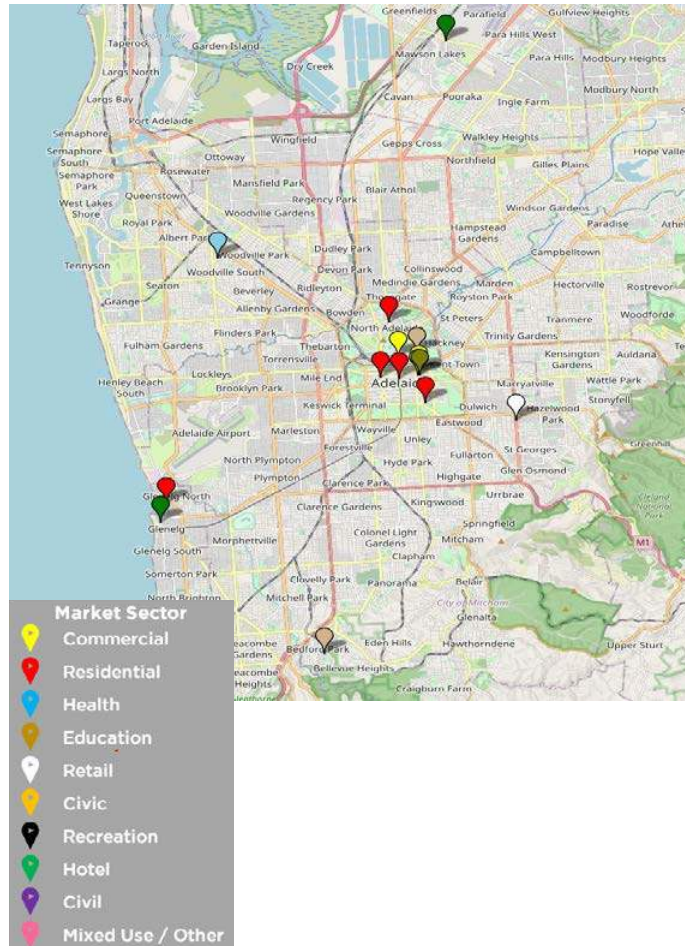 Greenfields
Parafield
Gulfview Heights
Taperoo
Garden Island
Para Hills West
Mawson Lakes
Para Hills
Modbury Heights
Largs North
Dry Creek
Cavan
Pooraka
Modbury North
Largs Bay
Ingle Farm
Port Adelaide
Semaphore
Wingfield
Gepps Cross
Walkley Heights
Semaphore South
Ottoway
Northfield
Hope Valley
Rosewater
Gilles Plains
Semaphore Park
Mansfield Park
Blair Athol
Queenstown
Regency Park
West Lakes Shore
Woodville Gardens
Windsor Gardens
Royal Park
Hampstead Gardens
Paradise
Albert Park
Dudley Park
Woodville Park
Campbelltown
Tennyson
Woodville South
Devon Park
Collinswood
Seaton
Beverley
Ridleyton
Medindie Gardens
Marden
Rostrevor
Grange
Allenby Gardens
Bowden
Royston Park
St Peters
Tranmere
Woodforde
North Adelaide
Flinders Park
Thebarton
Hackney
Trinity Gardens
Fulham Gardens
Torrensville
Kensington Gardens
Auldana
Lockleys
Mile End
Marryatville
Wattle Park
Henley Beach South
Brooklyn Park
Adelaide
Stonyfell
Keswick Terminal
Dulwich
Hazelwood Park
Adelaide Airport
Marleston
Wayville
Eastwood
Unley
Forestville
St Georges
Greenhill
North Plympton
Hyde Park
Fullarton
Glen Osmond
Plympton
Highgate
Clarence Park
Urrbrae
Cleland National Park
Glenelg North
Clarence Gardens
Kingswood
Glenelg
Springfield
M1
Morphettville
Colonel Light Gardens
Mitcham
Glenelg South
Clapham
Somerton Park
Clovelly Park
Panorama
Belair
North Brighton
Mitchell Park
City of Mitcham
Glenalta
Eden Hills
Hawthorndene
Upper Sturt
Bedford Park
Bellevue Heights
Craigburn Farm
Market Sector
Commercial
Residential
Health
Education
Retail
Civic
Recreation
Hotel
Civil
Mixed Use / Other